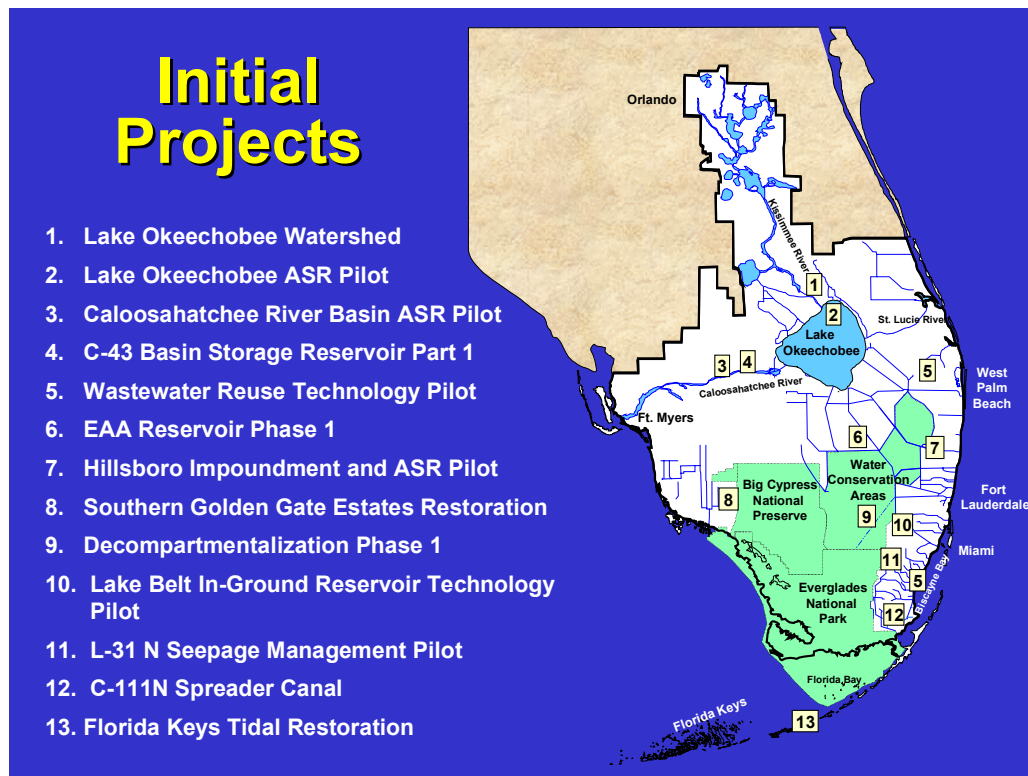 Initial
Projects
1. Lake Okeechobee Watershed
2. Lake Okeechobee ASR Pilot
3. Caloosahatchee River Basin ASR Pilot
4. C-43 Basin Storage Reservoir Part 1
5. Wastewater Reuse Technology Pilot
6. EAA Reservoir Phase 1
7. Hillsboro Impoundment and ASR Pilot
8. Southern Golden Gate Estates Restoration
9. Decompartmentalization Phase 1
10. Lake Belt In-Ground Reservoir Technology
Pilot
11. L-31 N Seepage Management Pilot
12. C-111N Spreader Canal
13. Florida Keys Tidal Restoration
Orlando
Kissimmee River
1
2
Lake
Okeechobee
St. Lucie River
3
4
Caloosahatchee River
5
West
Palm
Beach
Ft. Myers
6
7
Water
Conservation
Areas
Big Cypress
National
Preserve
8
9
10
Fort
Lauderdale
Miami
11
5
Biscayne Bay
Everglades
National
Park
12
Florida Bay
Florida Keys
13